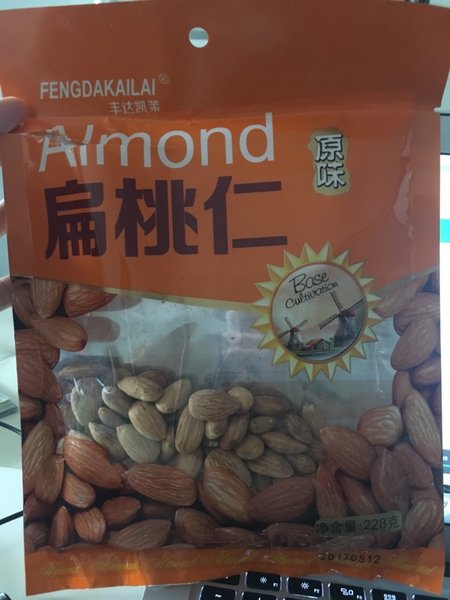 FENGDAKAILAI®
丰达凯莱
Almond
扁桃仁
原味
Base
Cultivation
净含量:228克
20170512